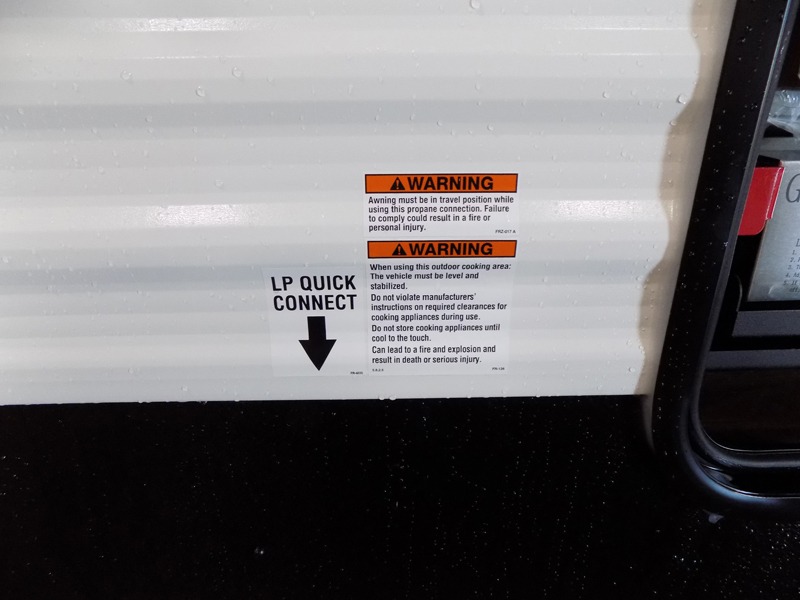 WARNING
Awning must be in travel position while
using this propane connection. Failure
to comply could result in a fire or
personal injury.
WARNING
When using this outdoor cooking area:
The vehicle must be level and
stabilized.
Do not violate manufacturers'
instructions on required clearances for
cooking appliances during use.
Do not store cooking appliances until
cool to the touch.
Can lead to a fire and explosion and
result in death or serious injury.
LP QUICK
CONNECT
G